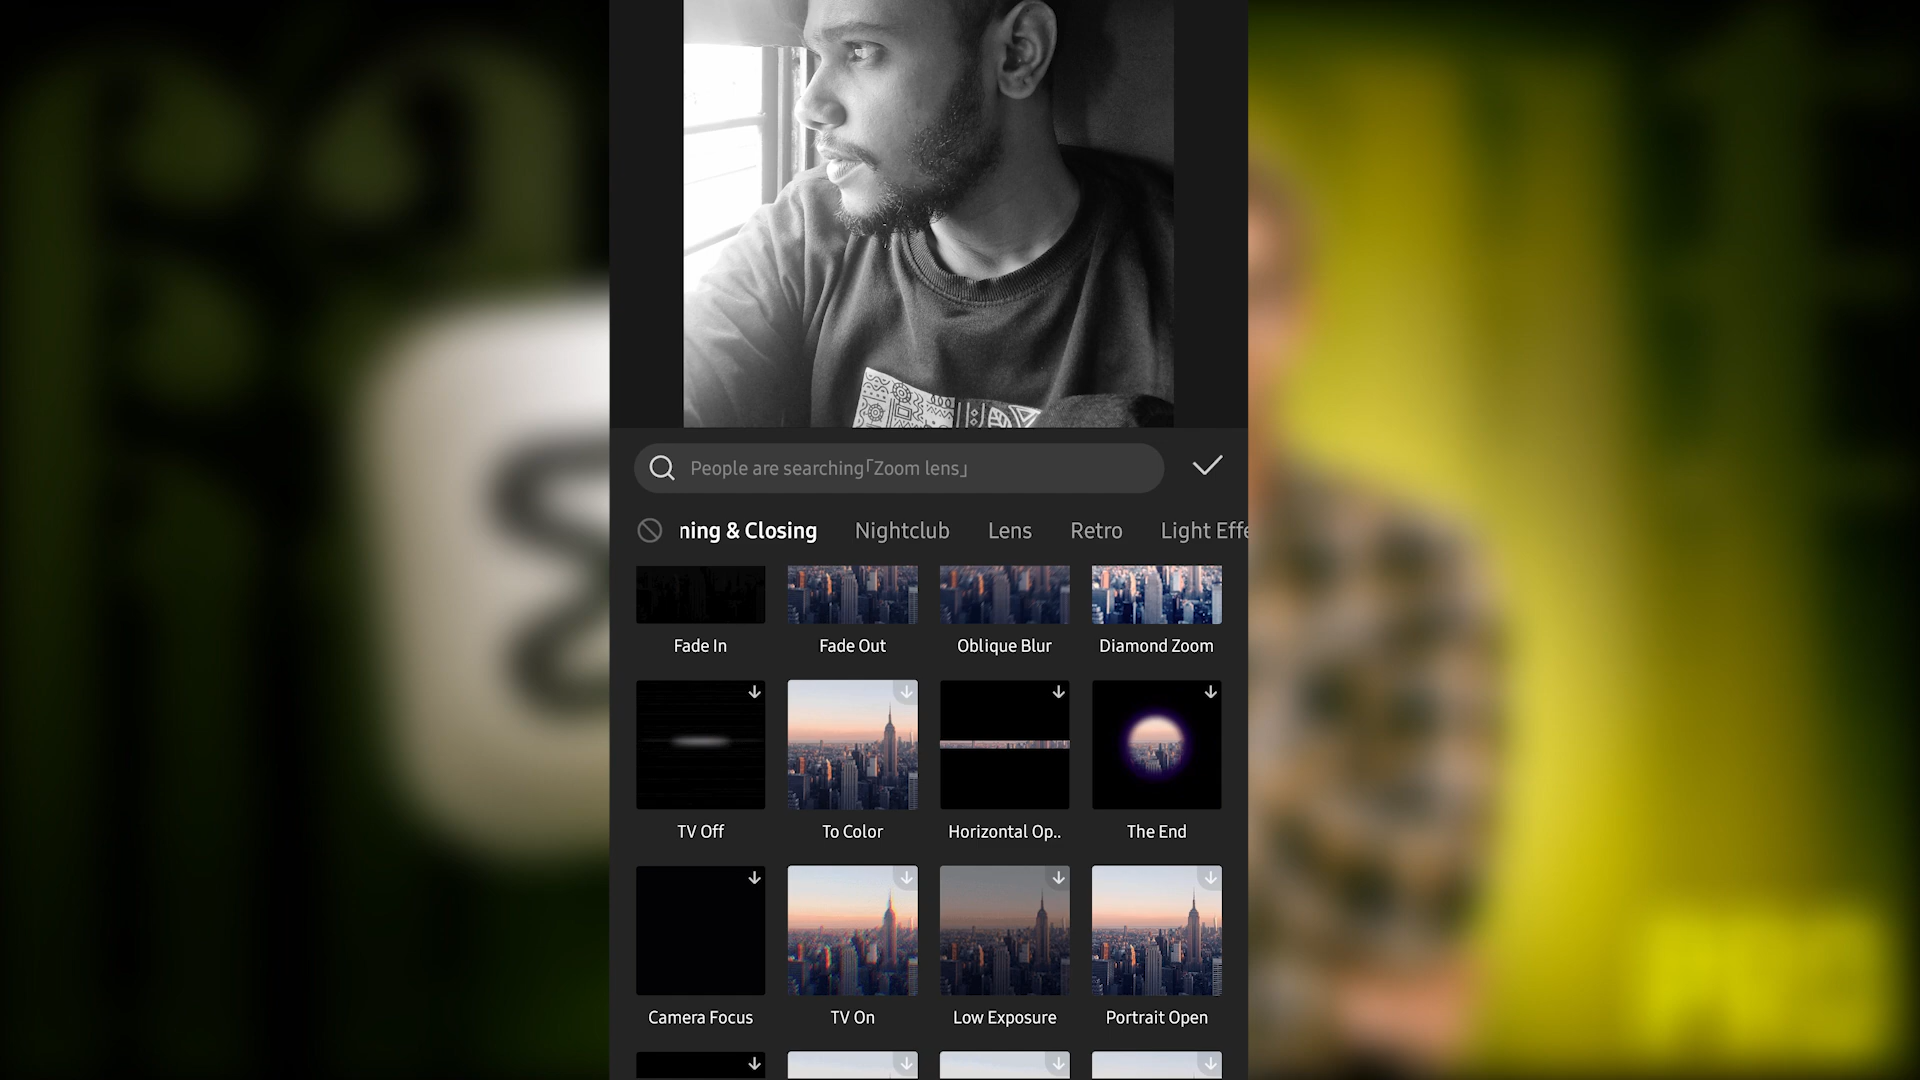 People are searching「Zoom lens」
ning & Closing Nightclub Lens Retro Light Effe
Fade In Fade Out Oblique Blur Diamond Zoom
TV Off To Color Horizontal Op.. The End
Camera Focus TV On Low Exposure Portrait Open